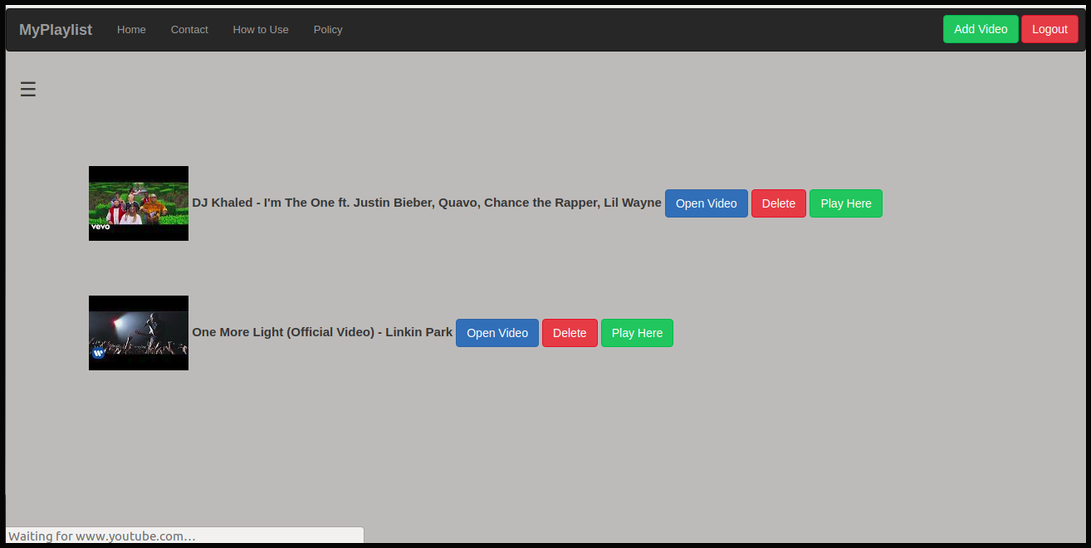 MyPlaylist Home Contact How to Use Policy Add Video Logout
☰
DJ Khaled - I'm The One ft. Justin Bieber, Quavo, Chance the Rapper, Lil Wayne Open Video Delete Play Here
vevo
One More Light (Official Video) - Linkin Park Open Video Delete Play Here
Waiting for www.youtube.com...